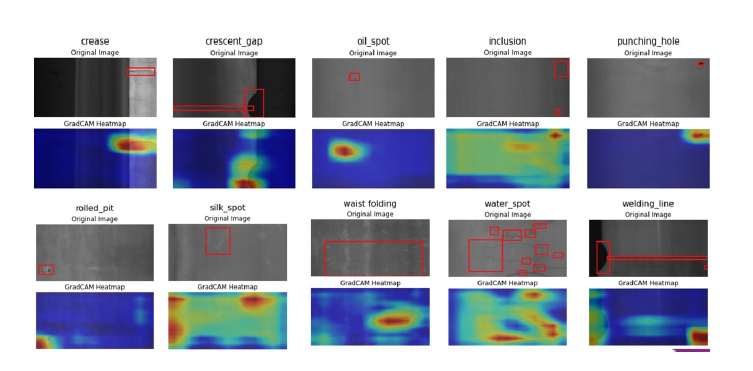 crease
Original Image
crescent_gap
Original Image
oil_spot
Original Image
inclusion
Original Image
punching_hole
Original Image
GradCAM Heatmap
GradCAM Heatmap
GradCAM Heatmap
GradCAM Heatmap
GradCAM Heatmap
rolled_pit
Original Image
silk_spot
Original Image
waist folding
Original Image
water_spot
Original Image
welding_line
Original Image
GradCAM Heatmap
GradCAM Heatmap
GradCAM Heatmap
GradCAM Heatmap
GradCAM Heatmap